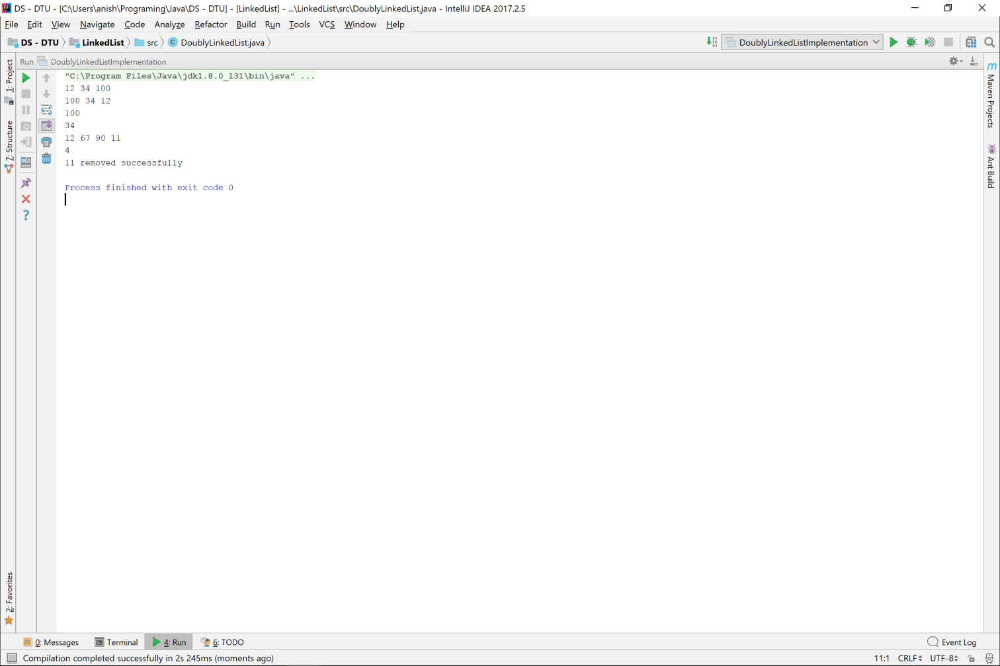 DS - DTU - [C:\Users\anish\Programing\Java\DS - DTU] - [LinkedList] - ...\LinkedList\src\DoublyLinkedList.java - IntelliJ IDEA 2017.2.5
File Edit View Navigate Code Analyze Refactor Build Run Tools VCS Window Help
DS - DTU LinkedList src DoublyLinkedList.java DoublyLinkedListImplementation
Run DoublyLinkedListImplementation
"C:\Program Files\Java\jdk1.8.0_131\bin\java" ...
12 34 100
100 34 12
100
34
12 67 90 11
4
11 removed successfully
Process finished with exit code 0
1: Project
7: Structure
2: Favorites
Maven Projects
Ant Build
0: Messages Terminal 4: Run 6: TODO Event Log
Compilation completed successfully in 2s 245ms (moments ago) 11:1 CRLF UTF-8